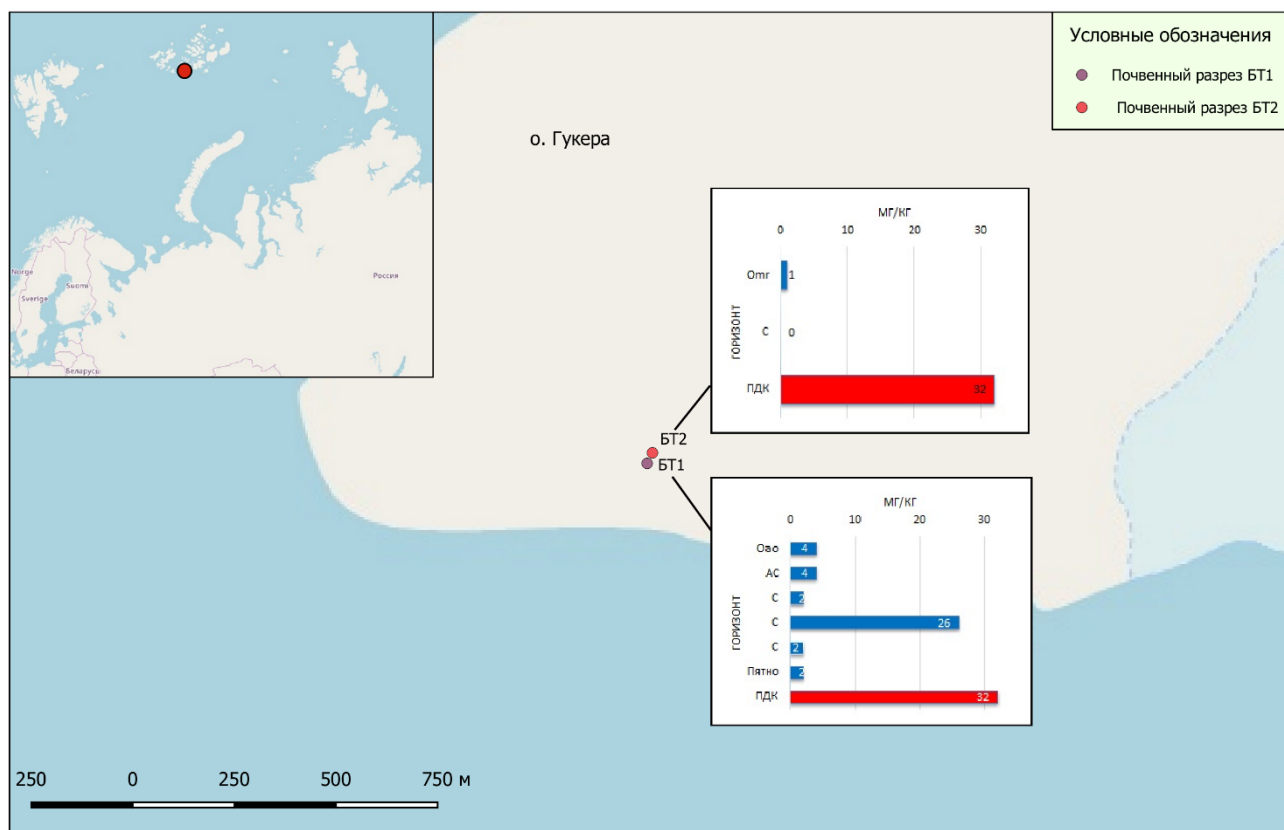 Условные обозначения
Почвенный разрез БТ1
Почвенный разрез БТ2
о. Гукера
Norge
Sverige
Suomi
Россия
Беларусь
МГ/КГ
0 10 20 30
ГОРИЗОНТ
Omr 1
С 0
ПДК 32
БТ2
БТ1
МГ/КГ
0 10 20 30
ГОРИЗОНТ
Oao 4
АС 4
С 2
С 26
С 2
Пятно 2
ПДК 32
250 0 250 500 750 м